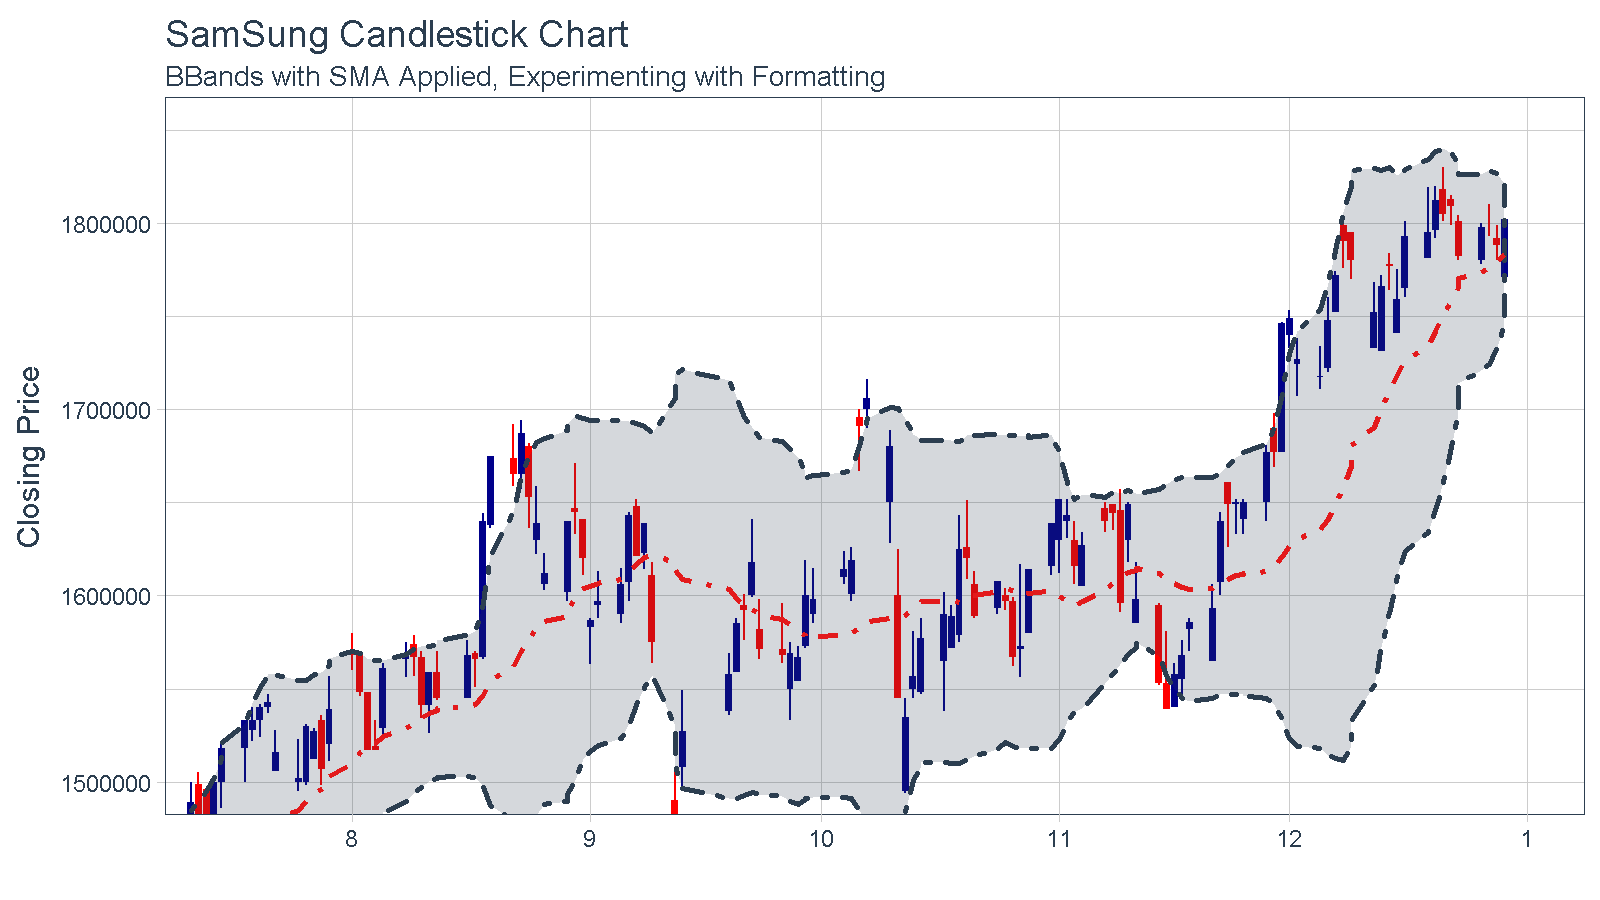 SamSung Candlestick Chart
BBands with SMA Applied, Experimenting with Formatting
Closing Price
1800000
1700000
1600000
1500000
8 9 10 11 12 1